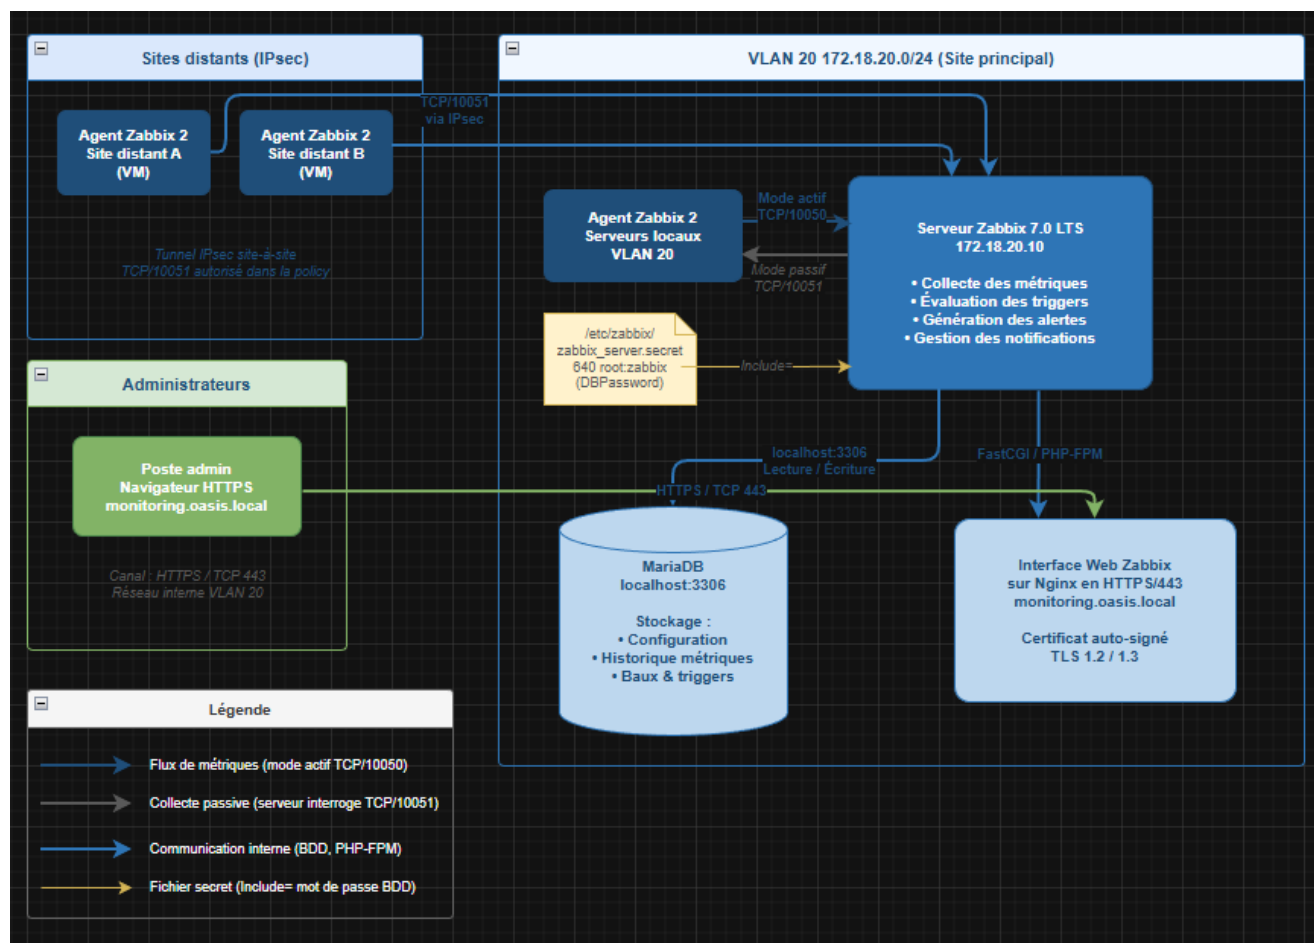 Sites distants (IPsec)
Agent Zabbix 2
Site distant A
(VM)
Agent Zabbix 2
Site distant B
(VM)
Tunnel IPsec site-à-site
TCP/10051 autorisé dans la policy
TCP/10051
via IPsec
VLAN 20 172.18.20.0/24 (Site principal)
Agent Zabbix 2
Serveurs locaux
VLAN 20
Mode actif
TCP/10050
Mode passif
TCP/10051
Serveur Zabbix 7.0 LTS
172.18.20.10
• Collecte des métriques
• Évaluation des triggers
• Génération des alertes
• Gestion des notifications
/etc/zabbix/
zabbix_server.secret
640 root:zabbix
(DBPassword)
Include=
Administrateurs
Poste admin
Navigateur HTTPS
monitoring.oasis.local
Canal : HTTPS / TCP 443
Réseau interne VLAN 20
localhost:3306
Lecture / Écriture
FastCGI / PHP-FPM
HTTPS / TCP 443
MariaDB
localhost:3306
Stockage :
• Configuration
• Historique métriques
• Baux & triggers
Interface Web Zabbix
sur Nginx en HTTPS/443
monitoring.oasis.local
Certificat auto-signé
TLS 1.2 / 1.3
Légende
Flux de métriques (mode actif TCP/10050)
Collecte passive (serveur interroge TCP/10051)
Communication interne (BDD, PHP-FPM)
Fichier secret (Include= mot de passe BDD)